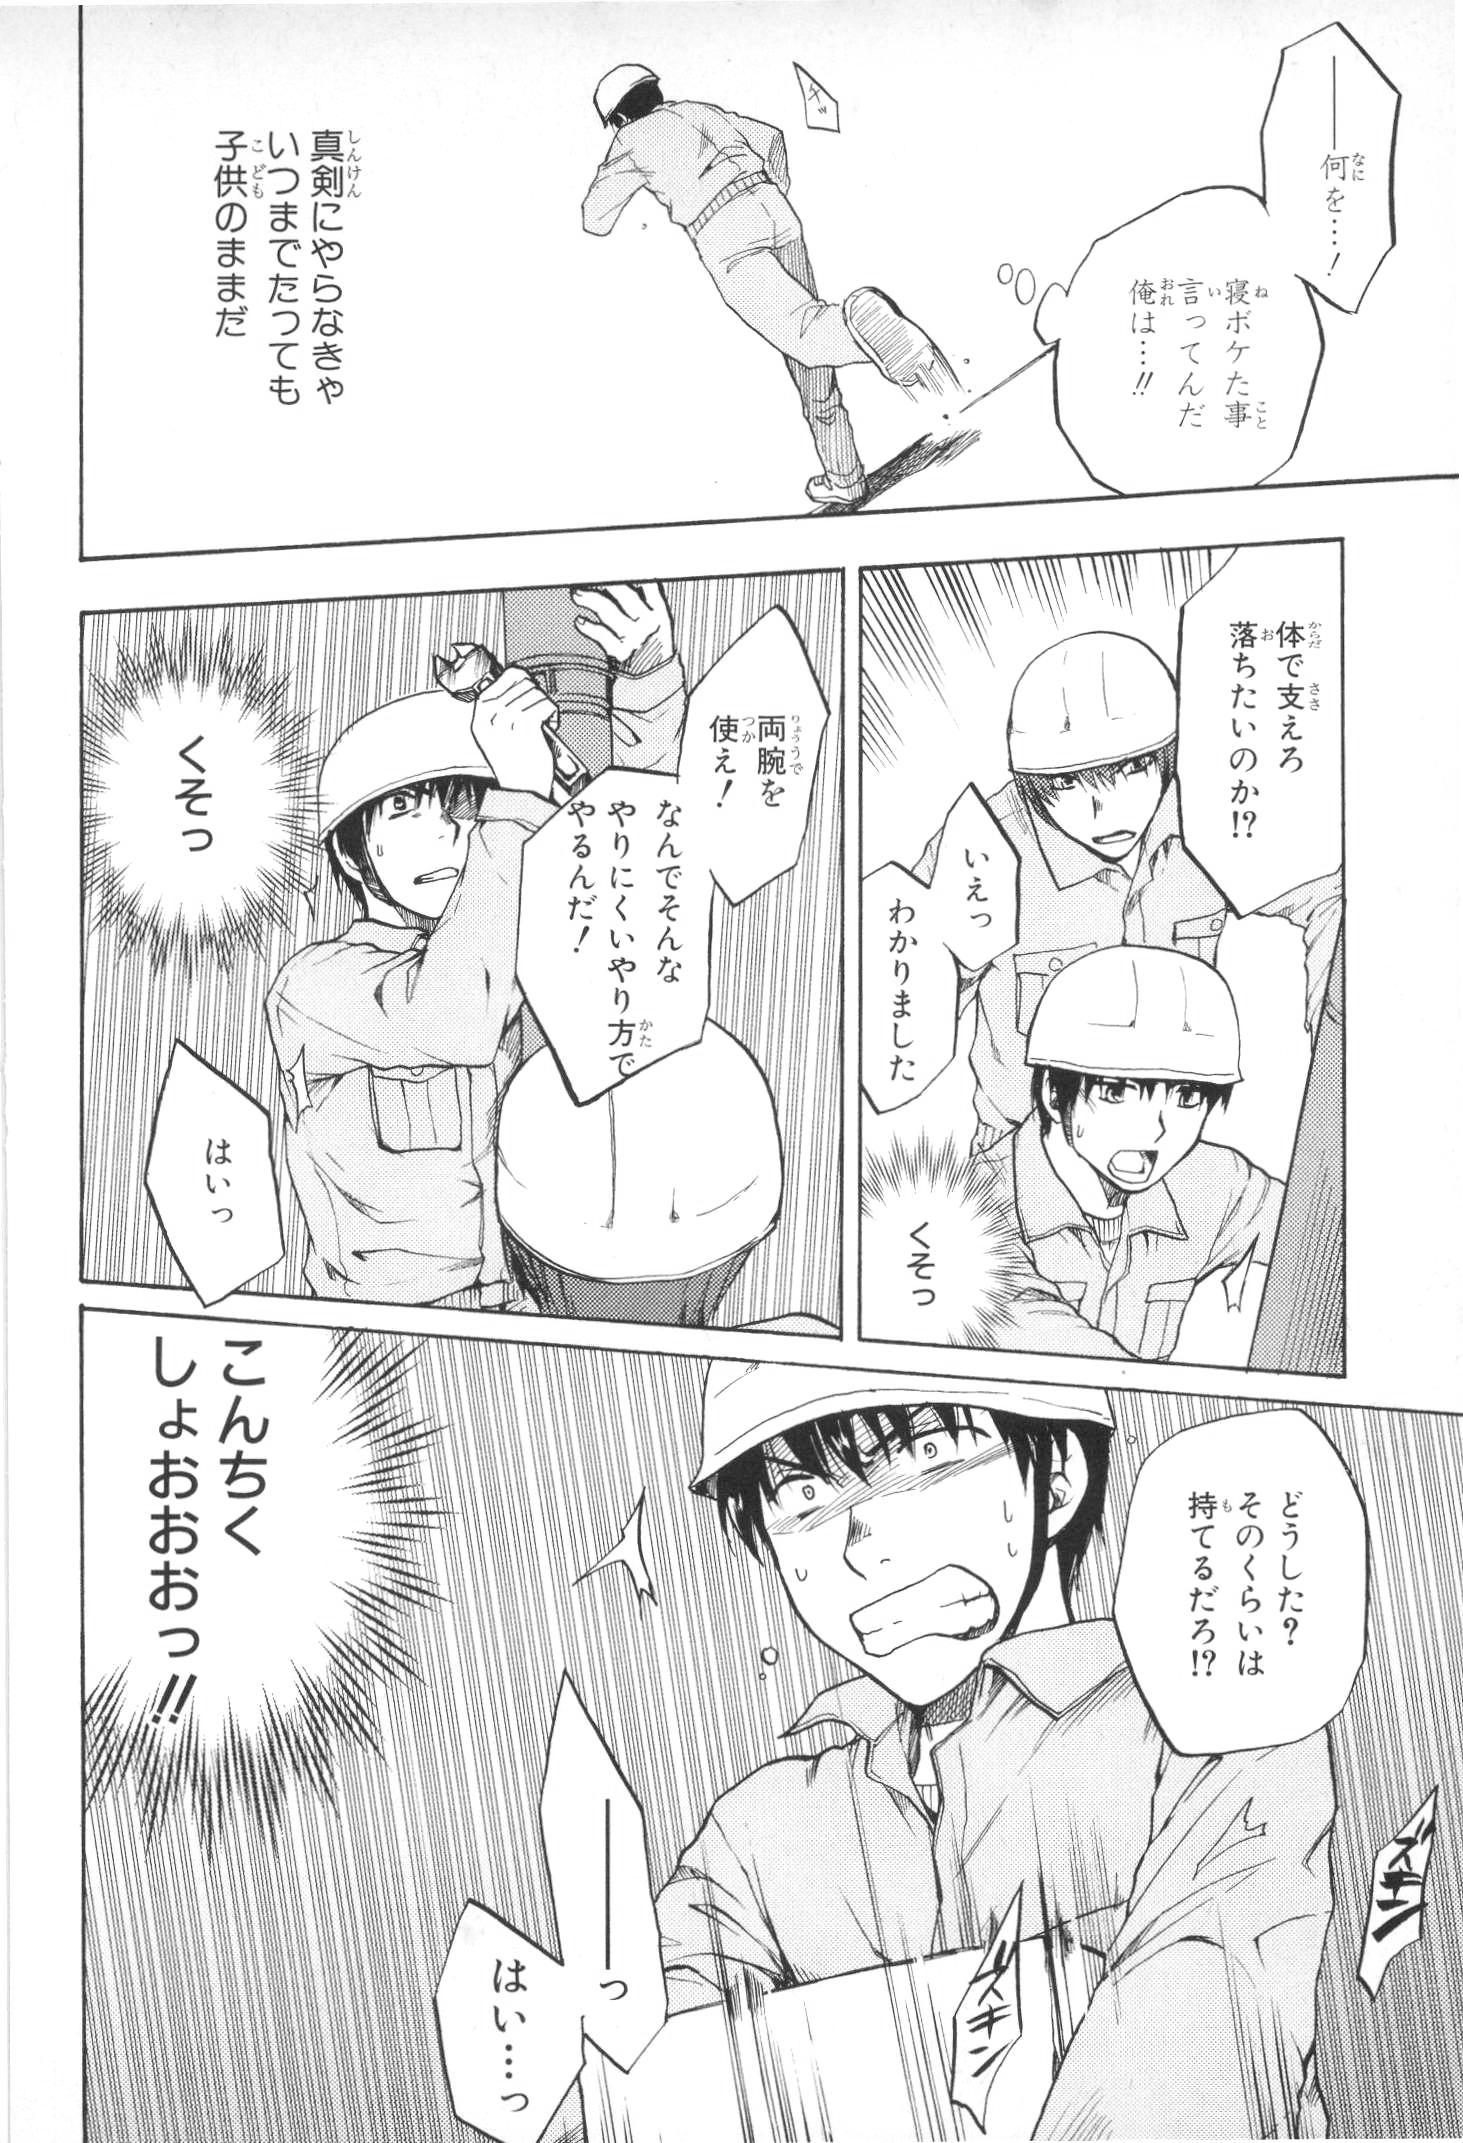 ――何を…!
寝ボケた事
言ってんだ
俺は…!!
チッ
真剣にやらなきゃ
いつまでたっても
子供のままだ
体で支えろ
落ちたいのか!?
いえっ
わかりました
くそっ
両腕を
使え!
なんでそんな
やりにくいやり方で
やるんだ!
くそっ
はいっ
どうした?
そのくらいは
持てるだろ!?
ズキン
ズキン
――っ
はい…っ
こんちく
しょおおおっ!!